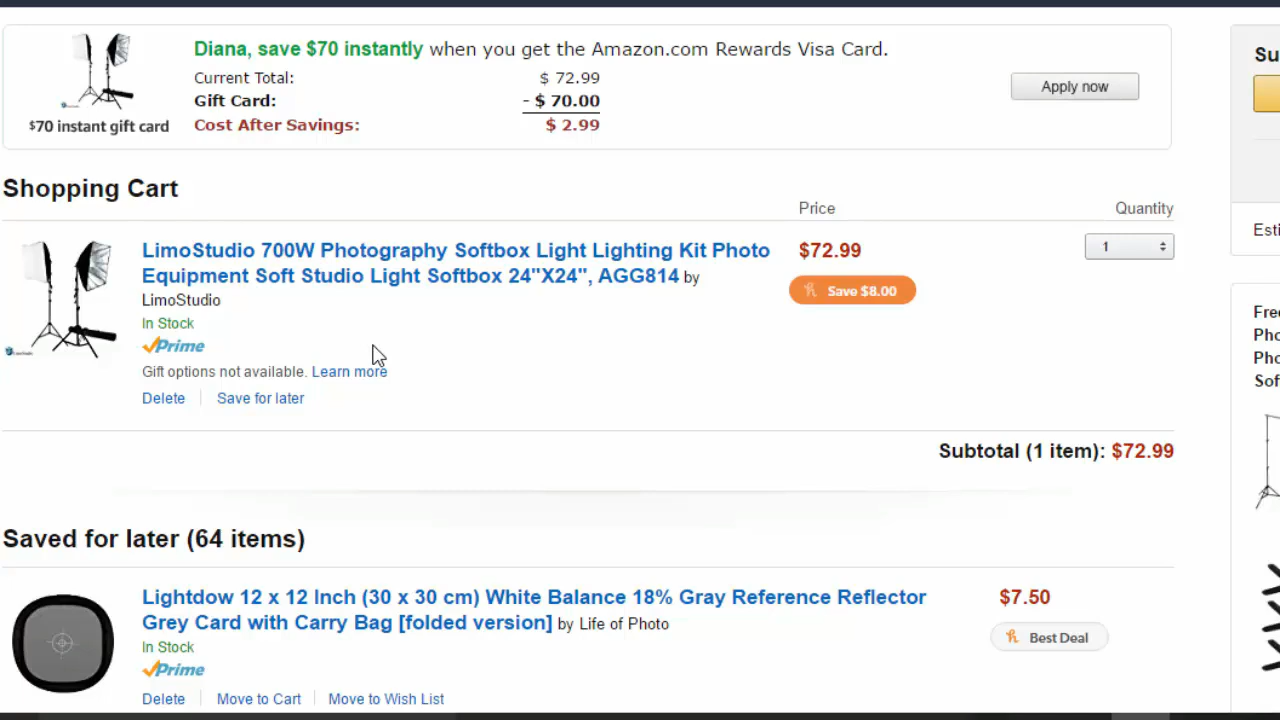 Diana, save $70 instantly when you get the Amazon.com Rewards Visa Card.
Current Total: $ 72.99
Gift Card: - $ 70.00
Cost After Savings: $ 2.99
$70 instant gift card
Apply now
Su
Shopping Cart
Price
Quantity
LimoStudio 700W Photography Softbox Light Lighting Kit Photo
Equipment Soft Studio Light Softbox 24"X24", AGG814 by
LimoStudio
In Stock
Prime
Gift options not available. Learn more
Delete
Save for later
$72.99
Save $8.00
1
Esti
Free
Pho
Pho
Sof
Subtotal (1 item): $72.99
Saved for later (64 items)
Lightdow 12 x 12 Inch (30 x 30 cm) White Balance 18% Gray Reference Reflector
Grey Card with Carry Bag [folded version] by Life of Photo
In Stock
Prime
Delete
Move to Cart
Move to Wish List
$7.50
Best Deal